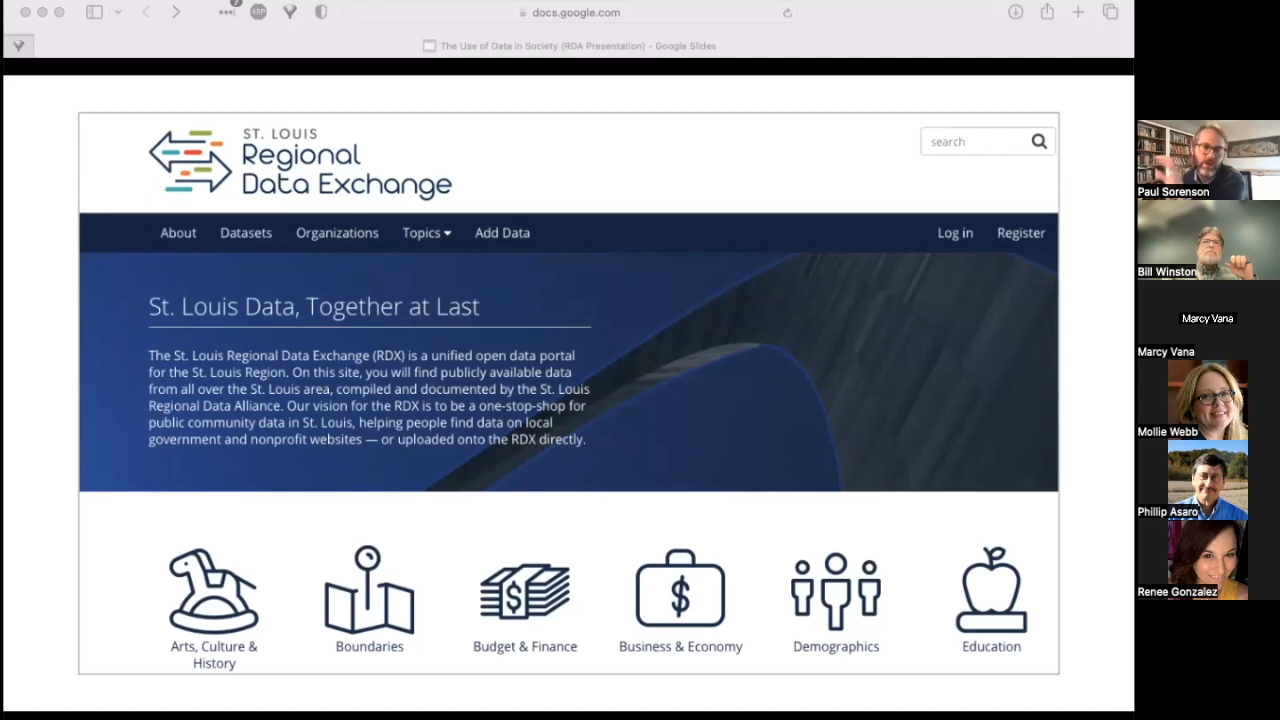 7
ABP
docs.google.com
The Use of Data in Society (RDA Presentation) - Google Slides
ST. LOUIS
Regional
Data Exchange
search
About Datasets Organizations Topics Add Data Log in Register
St. Louis Data, Together at Last
The St. Louis Regional Data Exchange (RDX) is a unified open data portal
for the St. Louis Region. On this site, you will find publicly available data
from all over the St. Louis area, compiled and documented by the St. Louis
Regional Data Alliance. Our vision for the RDX is to be a one-stop-shop for
public community data in St. Louis, helping people find data on local
government and nonprofit websites — or uploaded onto the RDX directly.
$
$
Arts, Culture &
History
Boundaries
Budget & Finance
Business & Economy
Demographics
Education
Paul Sorenson
Bill Winston
Marcy Vana
Marcy Vana
Mollie Webb
Phillip Asaro
Renee Gonzalez